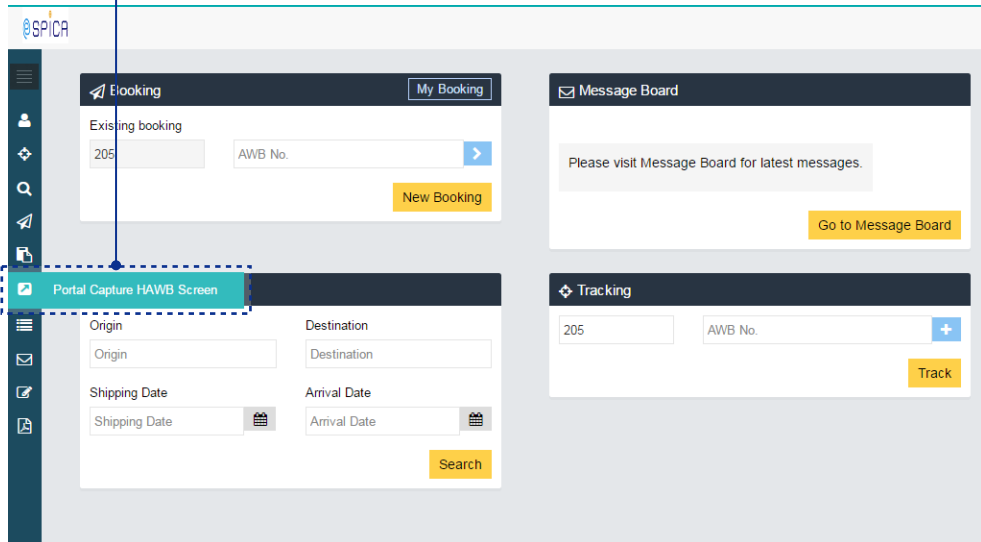 eSPICA
Booking
My Booking
Existing booking
205
AWB No.
New Booking
Message Board
Please visit Message Board for latest messages.
Go to Message Board
Portal Capture HAWB Screen
Origin
Destination
Origin
Destination
Shipping Date
Arrival Date
Shipping Date
Arrival Date
Search
Tracking
205
AWB No.
Track